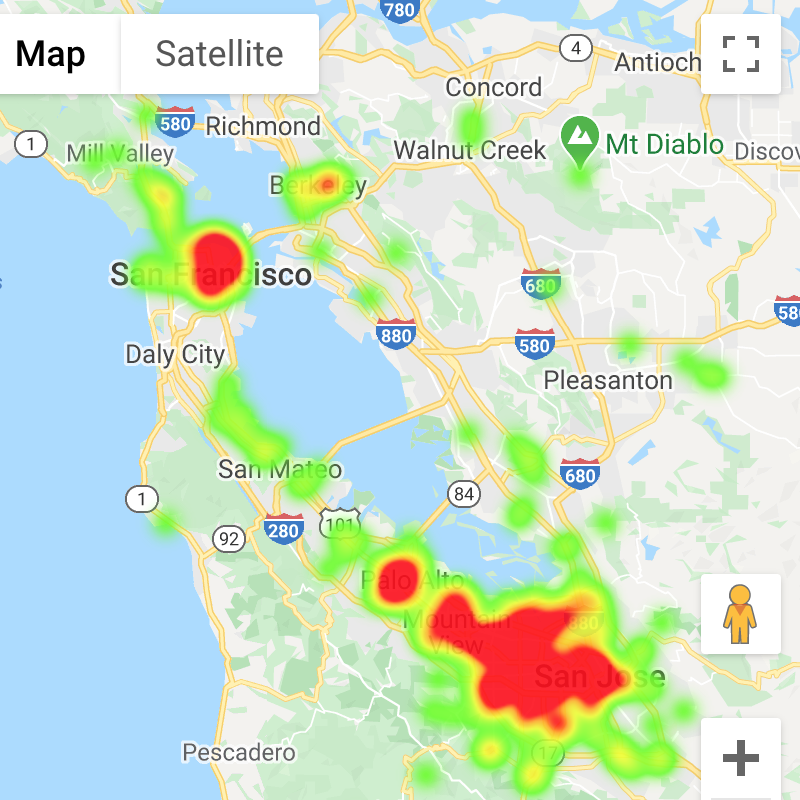 780
Map
Satellite
4
Antioch
Concord
580
Richmond
1
Mill Valley
Walnut Creek
Mt Diablo
Discov
Berkeley
San Francisco
680
580
880
580
Daly City
Pleasanton
San Mateo
680
84
1
101
280
92
Palo Alto
Mountain
View
880
San Jose
Pescadero
17